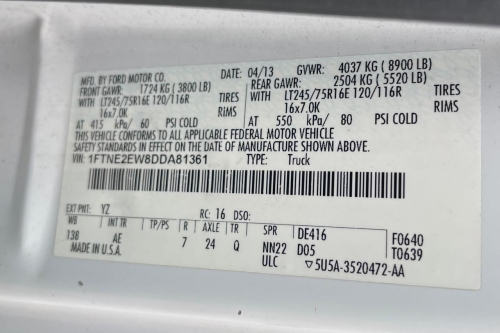 MFD. BY FORD MOTOR CO.
DATE: 04/13 GVWR: 4037 KG ( 8900 LB)
FRONT GAWR: 1724 KG ( 3800 LB) REAR GAWR: 2504 KG ( 5520 LB)
WITH LT245/75R16E 120/116R TIRES WITH LT245/75R16E 120/116R TIRES
16x7.0K RIMS 16x7.0K RIMS
AT 415 kPa/ 60 PSI COLD AT 550 kPa/ 80 PSI COLD
THIS VEHICLE CONFORMS TO ALL APPLICABLE FEDERAL MOTOR VEHICLE
SAFETY STANDARDS IN EFFECT ON THE DATE OF MANUFACTURE SHOWN ABOVE.
VIN: 1FTNE2EW8DDA81361 TYPE: Truck
EXT PNT: YZ RC: 16 DSO:
WB INT TR TP/PS R AXLE TR SPR DE416 F0640
138 AE 7 24 Q NN22 D05 T0639
MADE IN U.S.A. ULC ▽5U5A-3520472-AA